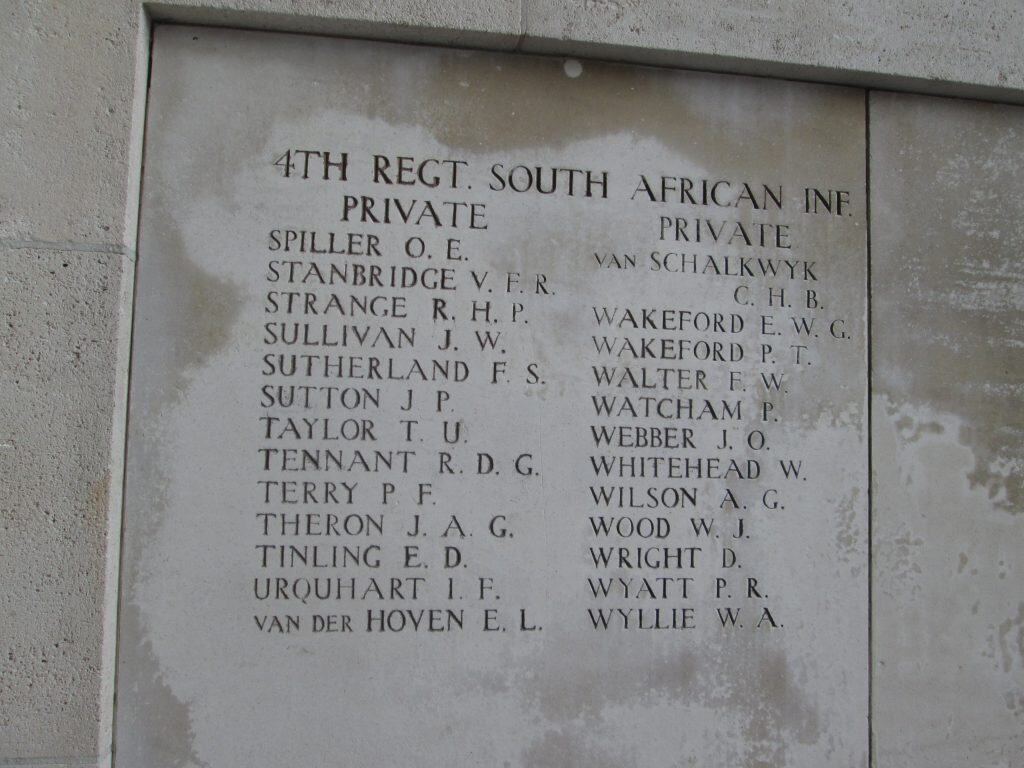 4TH REGT. SOUTH AFRICAN INF.
PRIVATE
SPILLER O. E.
STANBRIDGE V. F. R.
STRANGE R. H. P.
SULLIVAN J. W.
SUTHERLAND F. S.
SUTTON J. P.
TAYLOR T. U.
TENNANT R. D. G.
TERRY P. F.
THERON J. A. G.
TINLING E. D.
URQUHART I. F.
VAN DER HOVEN E. L.
PRIVATE
VAN SCHALKWYK
C. H. B.
WAKEFORD E. W. G.
WAKEFORD P. T.
WALTER F. W.
WATCHAM P.
WEBBER J. O.
WHITEHEAD W.
WILSON A. G.
WOOD W. J.
WRIGHT D.
WYATT P. R.
WYLLIE W. A.